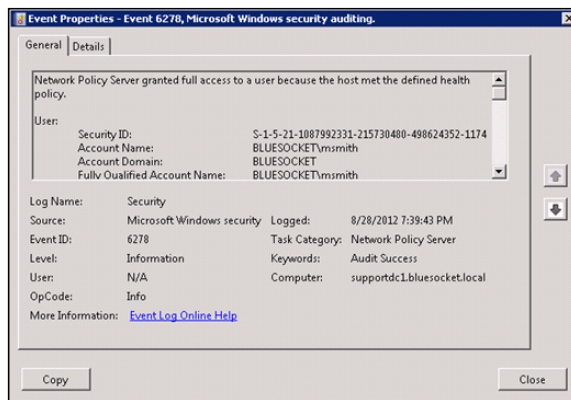 Event Properties - Event 6278, Microsoft Windows security auditing.
General Details
Network Policy Server granted full access to a user because the host met the defined health
policy.
User:
Security ID: S-1-5-21-1087992331-215730480-498624352-1174
Account Name: BLUESOCKET\msmith
Account Domain: BLUESOCKET
Fully Qualified Account Name: BLUESOCKET\msmith
Log Name: Security
Source: Microsoft Windows security Logged: 8/28/2012 7:39:43 PM
Event ID: 6278 Task Category: Network Policy Server
Level: Information Keywords: Audit Success
User: N/A Computer: supportdc1.bluesocket.local
OpCode: Info
More Information: Event Log Online Help
Copy Close